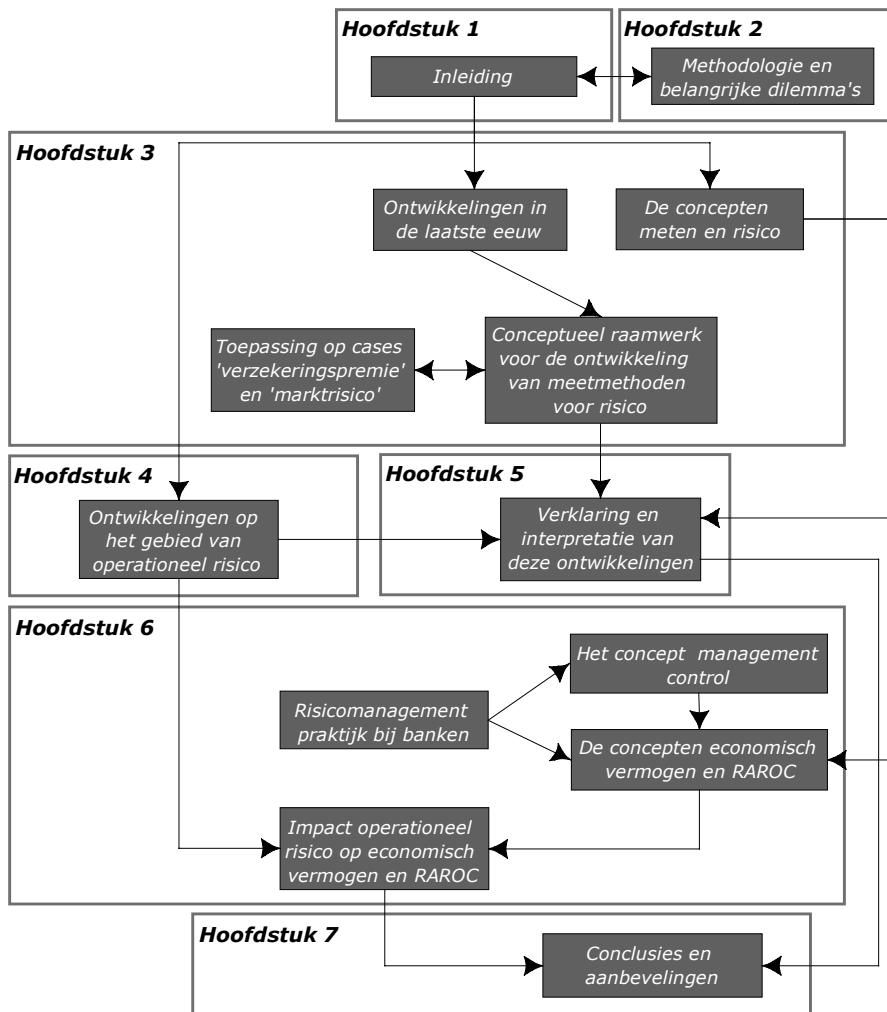 Hoofdstuk 1
Inleiding
Hoofdstuk 2
Methodologie en
belangrijke dilemma's
Hoofdstuk 3
Ontwikkelingen in
de laatste eeuw
De concepten
meten en risico
Toepassing op cases
'verzekeringspremie'
en 'marktrisico'
Conceptueel raamwerk
voor de ontwikkeling
van meetmethoden
voor risico
Hoofdstuk 4
Ontwikkelingen op
het gebied van
operationeel risico
Hoofdstuk 5
Verklaring en
interpretatie van
deze ontwikkelingen
Hoofdstuk 6
Het concept management
control
Risicomanagement
praktijk bij banken
De concepten economisch
vermogen en RAROC
Impact operationeel
risico op economisch
vermogen en RAROC
Hoofdstuk 7
Conclusies en
aanbevelingen